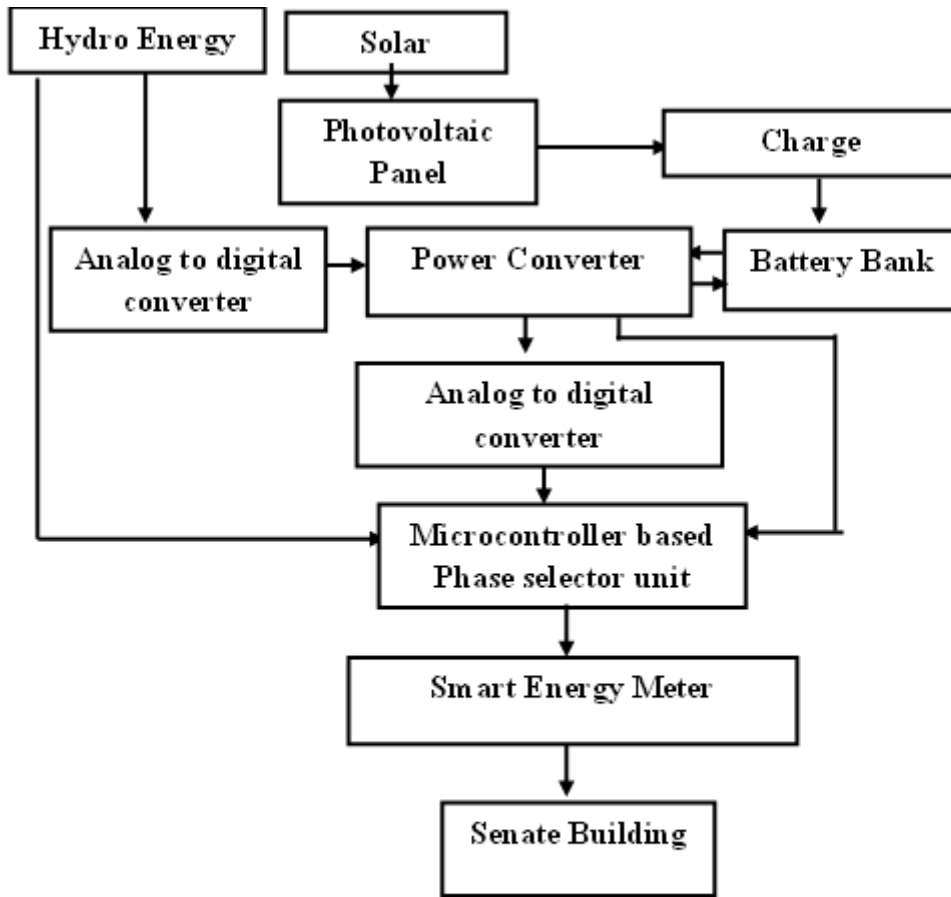 Hydro Energy
Solar
Photovoltaic
Panel
Charge
Analog to digital
converter
Power Converter
Battery Bank
Analog to digital
converter
Microcontroller based
Phase selector unit
Smart Energy Meter
Senate Building